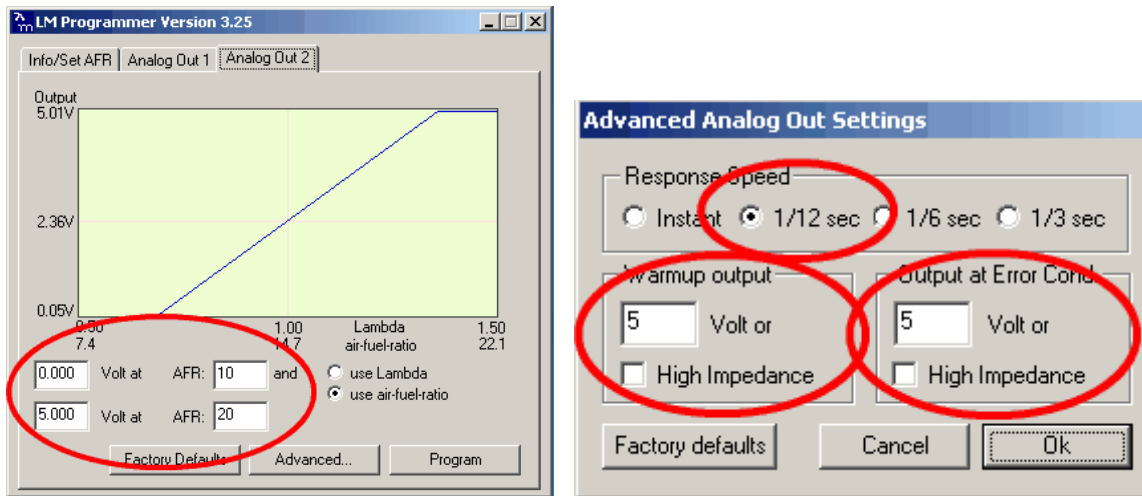 LM Programmer Version 3.25
Info/Set AFR Analog Out 1 Analog Out 2
Output
5.01V
2.36V
0.05V
0.50 1.00 Lambda 1.50
7.4 14.7 air-fuel-ratio 22.1
0.000 Volt at AFR: 10 and use Lambda
use air-fuel-ratio
5.000 Volt at AFR: 20
Factory Defaults Advanced... Program
Advanced Analog Out Settings
Response Speed
Instant 1/12 sec 1/6 sec 1/3 sec
Warmup output Output at Error Cond.
5 Volt or 5 Volt or
High Impedance High Impedance
Factory defaults Cancel Ok